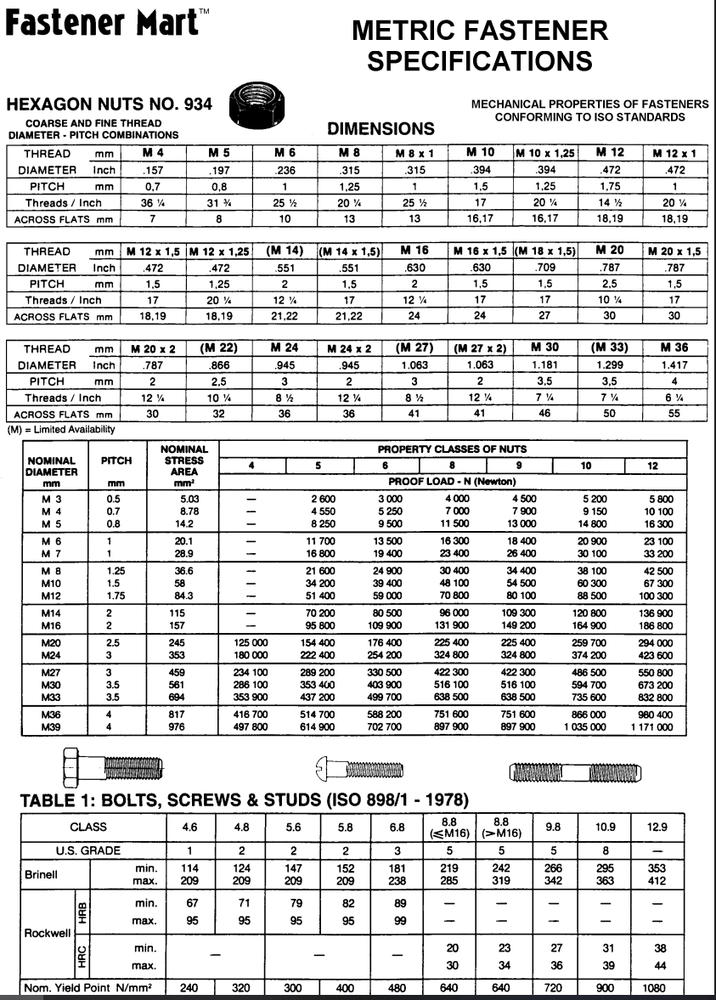 Fastener Mart™
METRIC FASTENER
SPECIFICATIONS
HEXAGON NUTS NO. 934
COARSE AND FINE THREAD
DIAMETER - PITCH COMBINATIONS
DIMENSIONS
MECHANICAL PROPERTIES OF FASTENERS
CONFORMING TO ISO STANDARDS
THREAD mm M 4 M 5 M 6 M 8 M 8 x 1 M 10 M 10 x 1,25 M 12 M 12 x 1
DIAMETER Inch .157 .197 .236 .315 .315 .394 .394 .472 .472
PITCH mm 0,7 0,8 1 1,25 1 1,5 1,25 1,75 1
Threads / Inch 36 ¼ 31 ¾ 25 ½ 20 ¼ 25 ½ 17 20 ¼ 14 ½ 20 ¼
ACROSS FLATS mm 7 8 10 13 13 16,17 16,17 18,19 18,19
THREAD mm M 12 x 1,5 M 12 x 1,25 (M 14) (M 14 x 1,5) M 16 M 16 x 1,5 (M 18 x 1,5) M 20 M 20 x 1,5
DIAMETER Inch .472 .472 .551 .551 .630 .630 .709 .787 .787
PITCH mm 1,5 1,25 2 1,5 2 1,5 1,5 2,5 1,5
Threads / Inch 17 20 ¼ 12 ¼ 17 12 ¼ 17 17 10 ¼ 17
ACROSS FLATS mm 18,19 18,19 21,22 21,22 24 24 27 30 30
THREAD mm M 20 x 2 (M 22) M 24 M 24 x 2 (M 27) (M 27 x 2) M 30 (M 33) M 36
DIAMETER Inch .787 .866 .945 .945 1.063 1.063 1.181 1.299 1.417
PITCH mm 2 2,5 3 2 3 2 3,5 3,5 4
Threads / Inch 12 ¼ 10 ¼ 8 ½ 12 ¼ 8 ½ 12 ¼ 7 ¼ 7 ¼ 6 ¼
ACROSS FLATS mm 30 32 36 36 41 41 46 50 55
(M) = Limited Availability
NOMINAL DIAMETER mm PITCH mm NOMINAL STRESS AREA mm² PROPERTY CLASSES OF NUTS
4 5 6 8 9 10 12
PROOF LOAD - N (Newton)
M 3 0.5 5.03 — 2 600 3 000 4 000 4 500 5 200 5 800
M 4 0.7 8.78 — 4 550 5 250 7 000 7 900 9 150 10 100
M 5 0.8 14.2 — 8 250 9 500 11 500 13 000 14 800 16 300
M 6 1 20.1 — 11 700 13 500 16 300 18 400 20 900 23 100
M 7 1 28.9 — 16 800 19 400 23 400 26 400 30 100 33 200
M 8 1.25 36.6 — 21 600 24 900 30 400 34 400 38 100 42 500
M10 1.5 58 — 34 200 39 400 48 100 54 500 60 300 67 300
M12 1.75 84.3 — 51 400 59 000 70 800 80 100 88 500 100 300
M14 2 115 — 70 200 80 500 96 000 109 300 120 800 136 900
M16 2 157 — 95 800 109 900 131 900 149 200 164 900 186 800
M20 2.5 245 125 000 154 400 176 400 225 400 225 400 259 700 294 000
M24 3 353 180 000 222 400 254 200 324 800 324 800 374 200 423 600
M27 3 459 234 100 289 200 330 500 422 300 422 300 486 500 550 800
M30 3.5 561 286 100 353 400 403 900 516 100 516 100 594 700 673 200
M33 3.5 694 353 900 437 200 499 700 638 500 638 500 735 600 832 800
M36 4 817 416 700 514 700 588 200 751 600 751 600 866 000 980 400
M39 4 976 497 800 614 900 702 700 897 900 897 900 1 035 000 1 171 000
TABLE 1: BOLTS, SCREWS & STUDS (ISO 898/1 - 1978)
CLASS 4.6 4.8 5.6 5.8 6.8 8.8 (≤M16) 8.8 (>M16) 9.8 10.9 12.9
U.S. GRADE 1 2 2 2 3 5 5 5 8 —
Brinell min. 114 124 147 152 181 219 242 266 295 353
max. 209 209 209 209 238 285 319 342 363 412
Rockwell HRB min. 67 71 79 82 89 — — — — —
max. 95 95 95 95 99 — — — — —
HRC min. — — — 20 23 27 31 38
max. 30 34 36 39 44
Nom. Yield Point N/mm² 240 320 300 400 480 640 640 720 900 1080